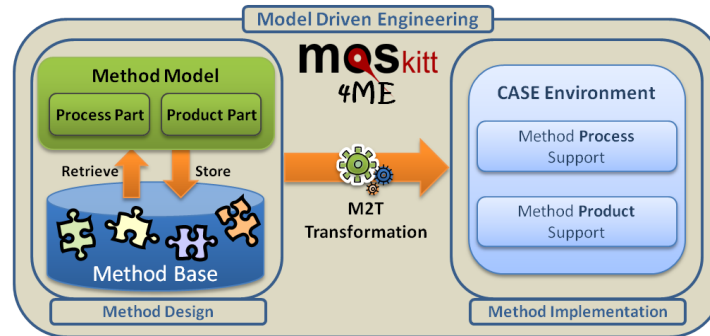 Model Driven Engineering
moskitt
4ME
Method Model
Process Part
Product Part
Retrieve
Store
Method Base
Method Design
M2T
Transformation
CASE Environment
Method Process
Support
Method Product
Support
Method Implementation